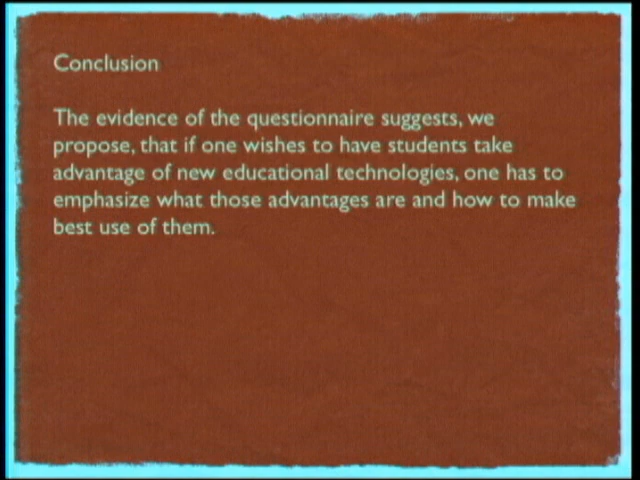 Conclusion
The evidence of the questionnaire suggests, we
propose, that if one wishes to have students take
advantage of new educational technologies, one has to
emphasize what those advantages are and how to make
best use of them.